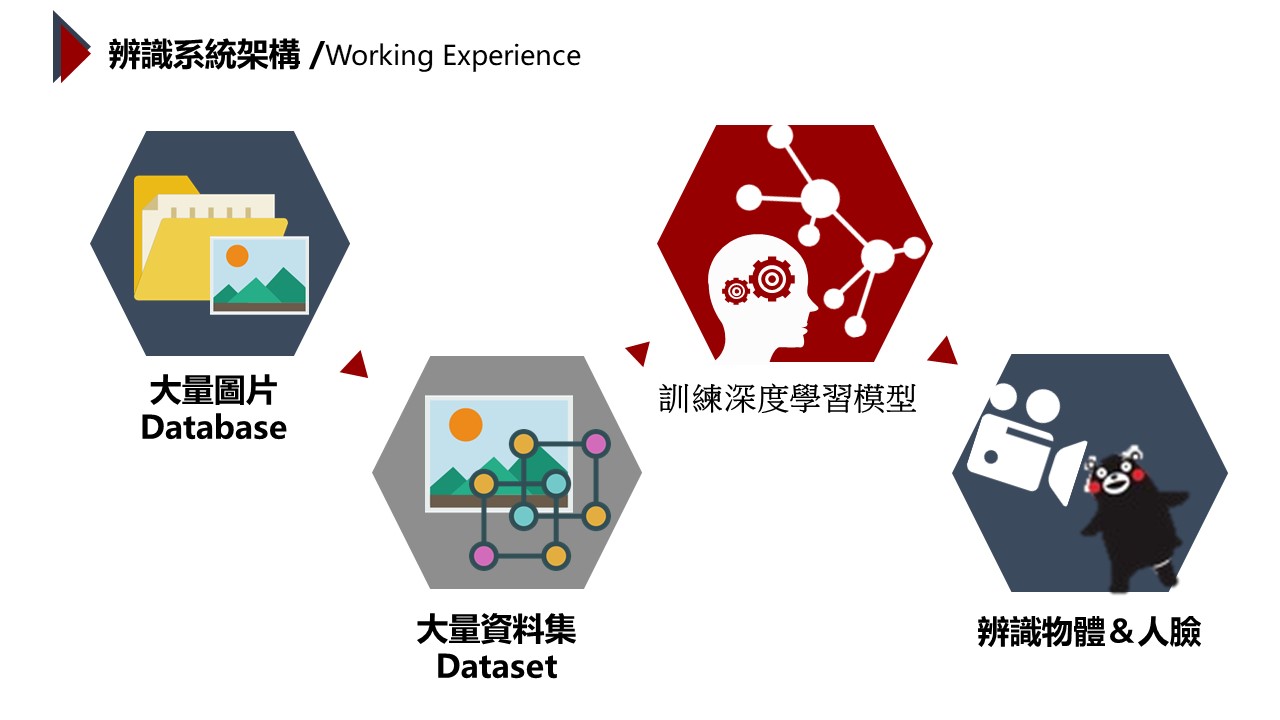 辨識系統架構 /Working Experience
大量圖片
Database
大量資料集
Dataset
訓練深度學習模型
辨識物體＆人臉